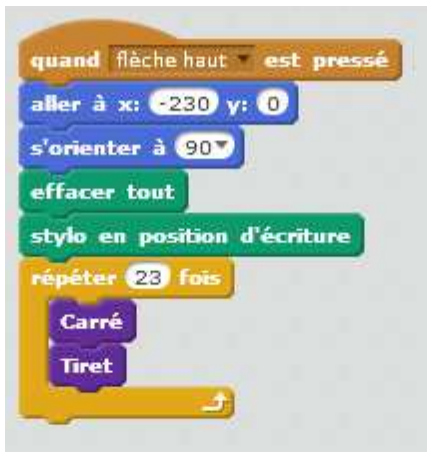 quand flèche haut est pressé
aller à x: -230 y: 0
s'orienter à 90
effacer tout
stylo en position d'écriture
répéter 23 fois
Carré
Tiret